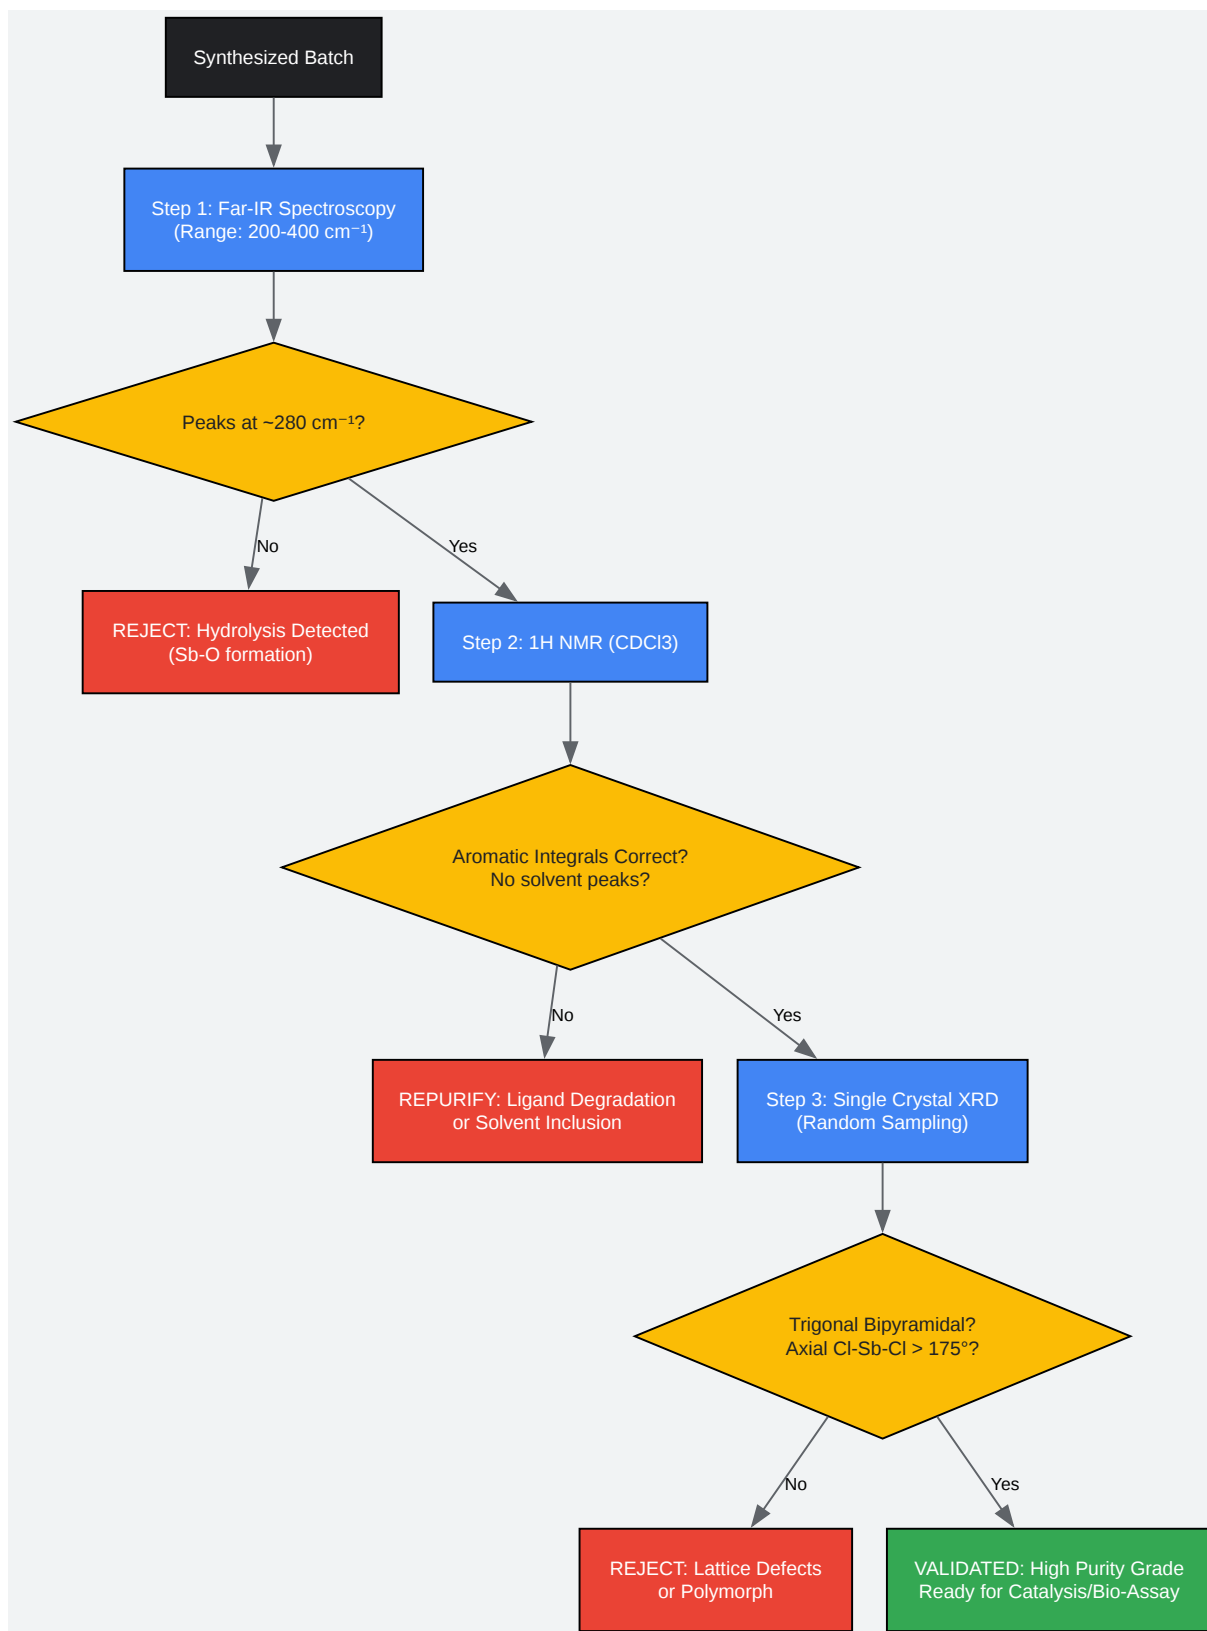 Synthesized Batch
Step 1: Far-IR Spectroscopy
(Range: 200-400 cm⁻¹)
Peaks at ~280 cm⁻¹?
No
Yes
REJECT: Hydrolysis Detected
(Sb-O formation)
Step 2: 1H NMR (CDCl3)
Aromatic Integrals Correct?
No solvent peaks?
No
Yes
REPURIFY: Ligand Degradation
or Solvent Inclusion
Step 3: Single Crystal XRD
(Random Sampling)
Trigonal Bipyramidal?
Axial Cl-Sb-Cl > 175°?
No
Yes
REJECT: Lattice Defects
or Polymorph
VALIDATED: High Purity Grade
Ready for Catalysis/Bio-Assay